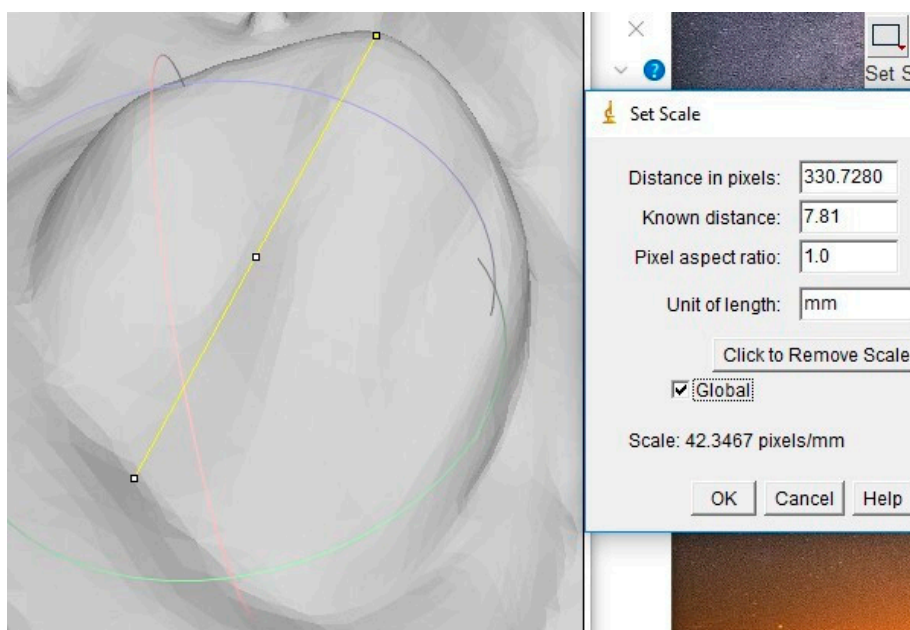 Set S
Set Scale
Distance in pixels: 330.7280
Known distance: 7.81
Pixel aspect ratio: 1.0
Unit of length: mm
Click to Remove Scale
Global
Scale: 42.3467 pixels/mm
OK Cancel Help